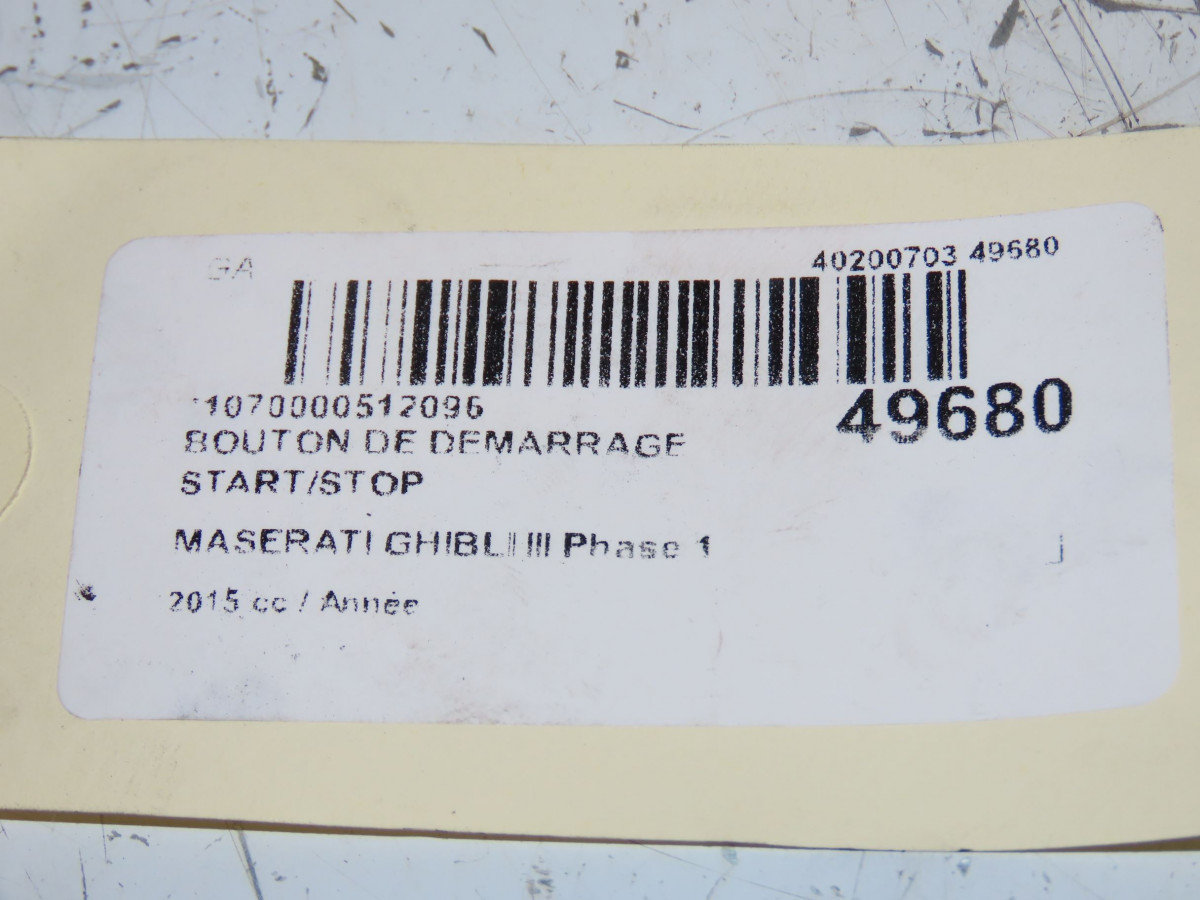 GA
40200703 49680
1070000512096
49680
BOUTON DE DEMARRAGE
START/STOP
MASERATI GHIBLI III Phase 1
2015 cc / Année